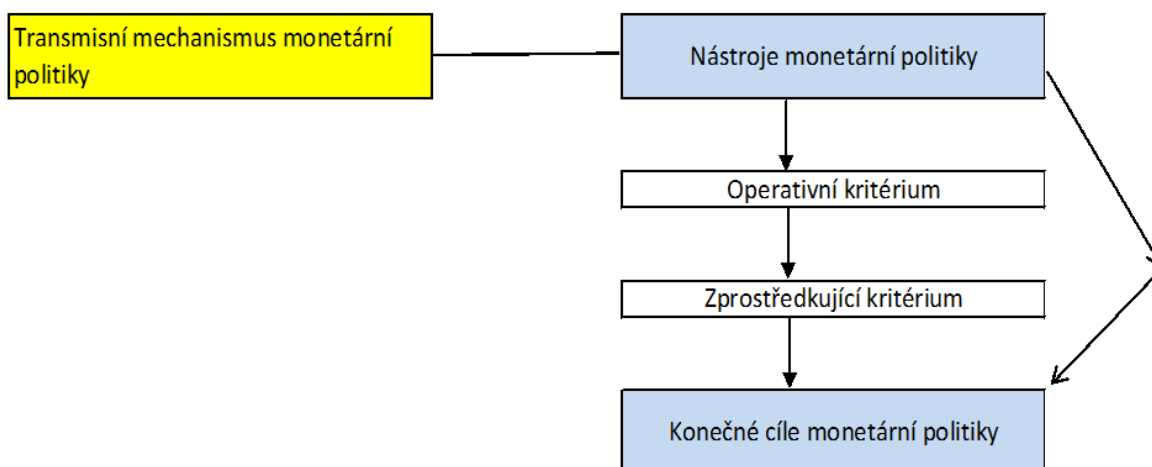 Transmisní mechanismus monetární
politiky
Nástroje monetární politiky
Operativní kritérium
Zprostředkující kritérium
Konečné cíle monetární politiky